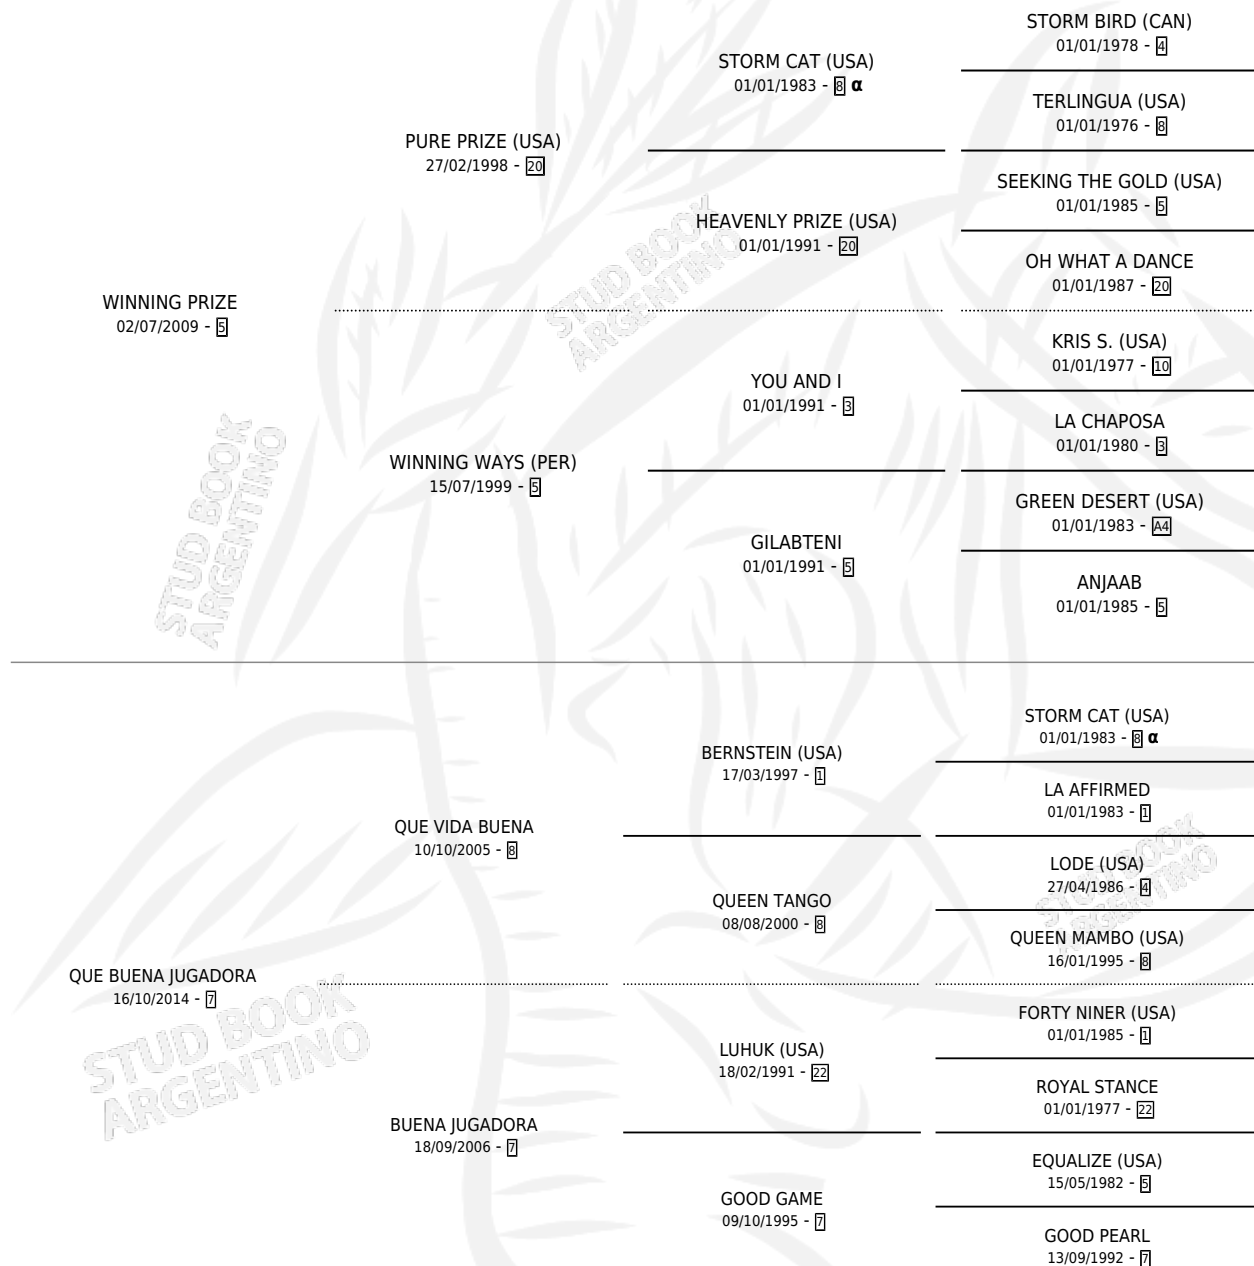 STORM BIRD (CAN)
01/01/1978 - 4
STORM CAT (USA)
01/01/1983 - 8 α
TERLINGUA (USA)
01/01/1976 - 8
PURE PRIZE (USA)
27/02/1998 - 20
SEEKING THE GOLD (USA)
01/01/1985 - 5
HEAVENLY PRIZE (USA)
01/01/1991 - 20
OH WHAT A DANCE
01/01/1987 - 20
WINNING PRIZE
02/07/2009 - 5
KRIS S. (USA)
01/01/1977 - 10
YOU AND I
01/01/1991 - 3
LA CHAPOSA
01/01/1980 - 3
WINNING WAYS (PER)
15/07/1999 - 5
GREEN DESERT (USA)
01/01/1983 - A4
GILABTENI
01/01/1991 - 5
ANJAAB
01/01/1985 - 5
STORM CAT (USA)
01/01/1983 - 8 α
BERNSTEIN (USA)
17/03/1997 - 1
LA AFFIRMED
01/01/1983 - 1
QUE VIDA BUENA
10/10/2005 - 8
LODE (USA)
27/04/1986 - 4
QUEEN TANGO
08/08/2000 - 8
QUEEN MAMBO (USA)
16/01/1995 - 8
QUE BUENA JUGADORA
16/10/2014 - 7
FORTY NINER (USA)
01/01/1985 - 1
LUHUK (USA)
18/02/1991 - 22
ROYAL STANCE
01/01/1977 - 22
BUENA JUGADORA
18/09/2006 - 7
EQUALIZE (USA)
15/05/1982 - 5
GOOD GAME
09/10/1995 - 7
GOOD PEARL
13/09/1992 - 7
STUD BOOK
ARGENTINO
STUD BOOK
ARGENTINO
STUD BOOK
ARGENTINO
STUD BOOK
ARGENTINO